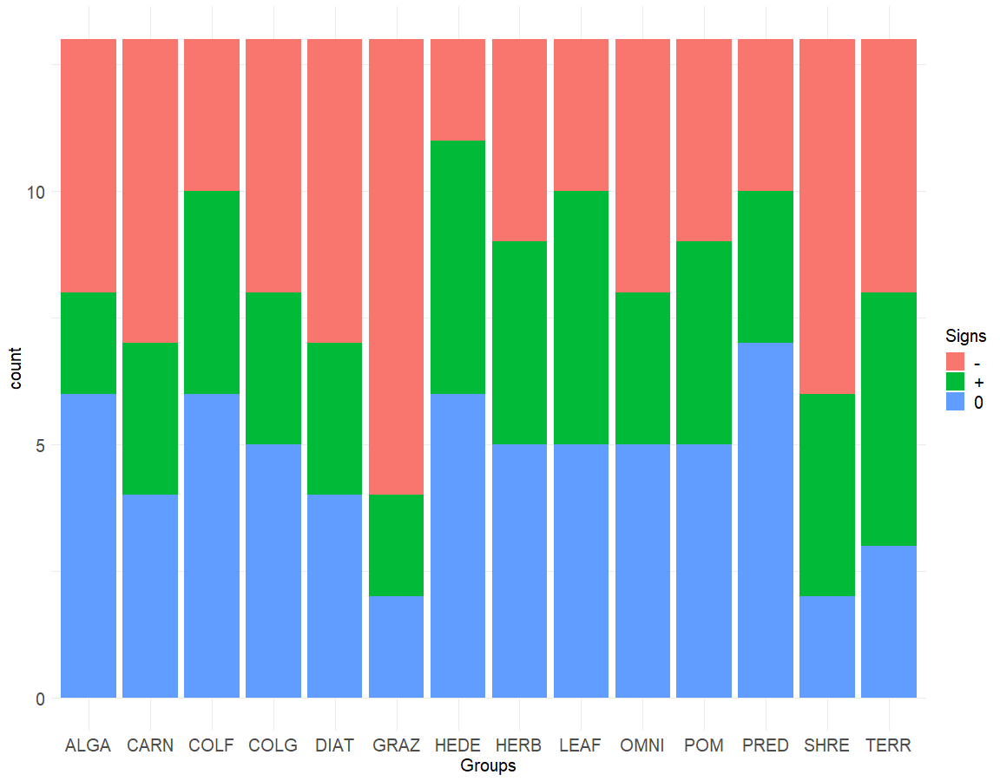 count
10
5
0
ALGA CARN COLF COLG DIAT GRAZ HEDE HERB LEAF OMNI POM PRED SHRE TERR
Groups
Signs
-
+
0